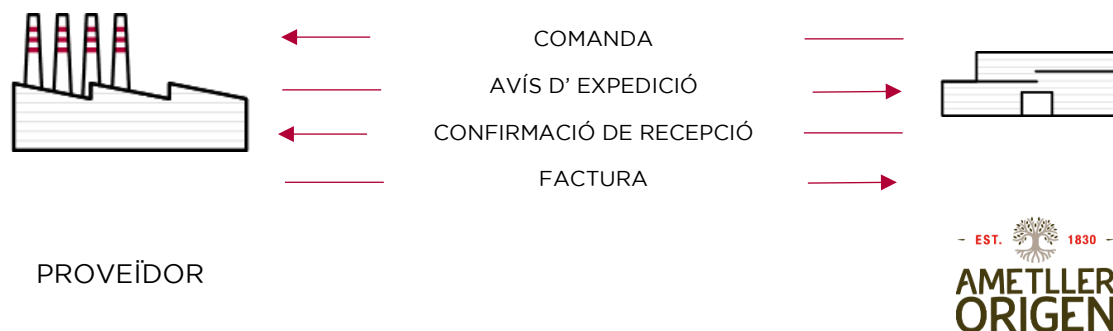 COMANDA
AVÍS D' EXPEDICIÓ
CONFIRMACIÓ DE RECEPCIÓ
FACTURA
PROVEÏDOR
- EST. 1830 -
AMETLLER
ORIGEN